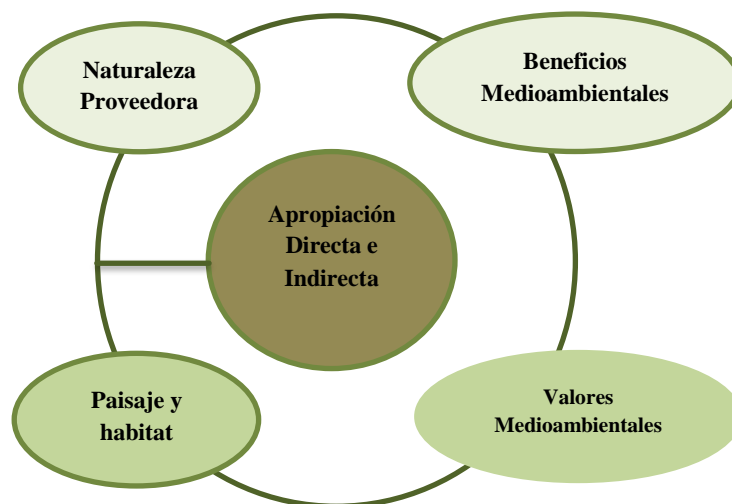 Naturaleza
Proveedora
Beneficios
Medioambientales
Apropiación
Directa e
Indirecta
Paisaje y
habitat
Valores
Medioambientales